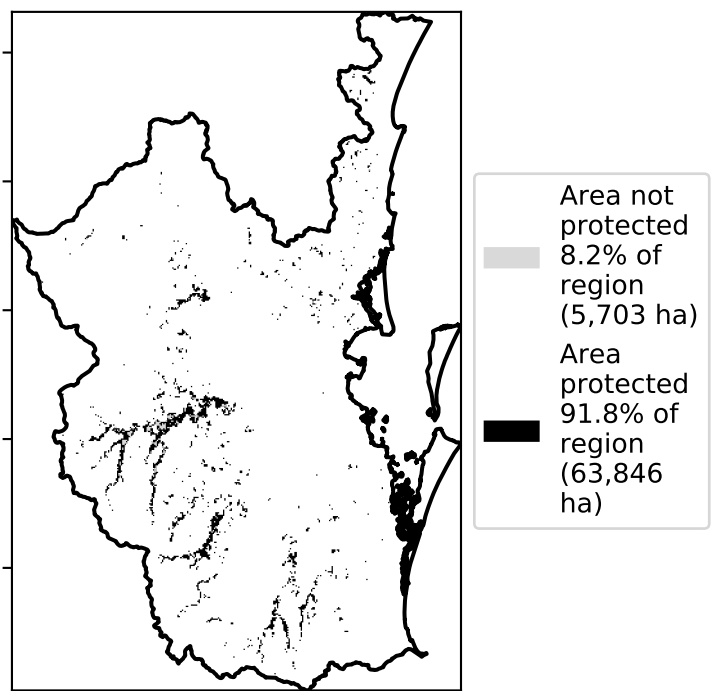 Area not
protected
8.2% of
region
(5,703 ha)
Area
protected
91.8% of
region
(63,846
ha)